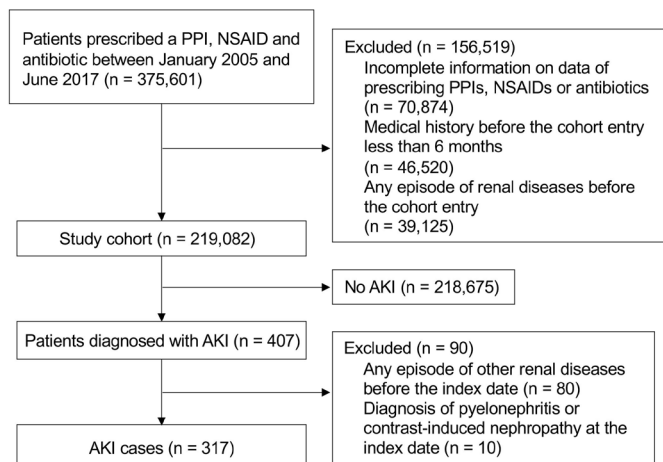 Patients prescribed a PPI, NSAID and
antibiotic between January 2005 and
June 2017 (n = 375,601)
Excluded (n = 156,519)
Incomplete information on data of
prescribing PPIs, NSAIDs or antibiotics
(n = 70,874)
Medical history before the cohort entry
less than 6 months
(n = 46,520)
Any episode of renal diseases before
the cohort entry
(n = 39,125)
Study cohort (n = 219,082)
No AKI (n = 218,675)
Patients diagnosed with AKI (n = 407)
Excluded (n = 90)
Any episode of other renal diseases
before the index date (n = 80)
Diagnosis of pyelonephritis or
contrast-induced nephropathy at the
index date (n = 10)
AKI cases (n = 317)